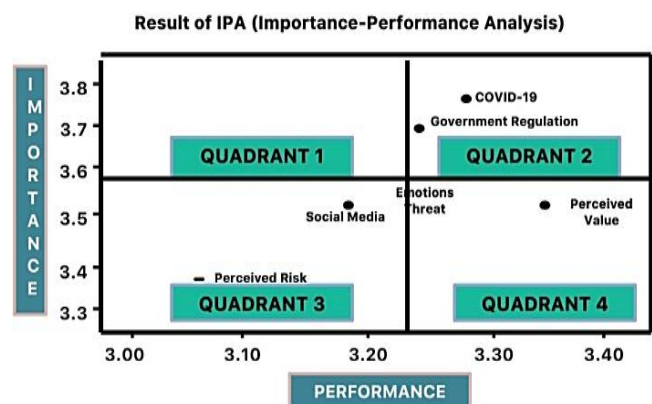 Result of IPA (Importance-Performance Analysis)
IMPORTANCE
3.8
3.7
3.6
3.5
3.4
3.3
COVID-19
Government Regulation
QUADRANT 1
QUADRANT 2
Emotions
Threat
Social Media
Perceived
Value
Perceived Risk
QUADRANT 3
QUADRANT 4
3.00
3.10
3.20
3.30
3.40
PERFORMANCE